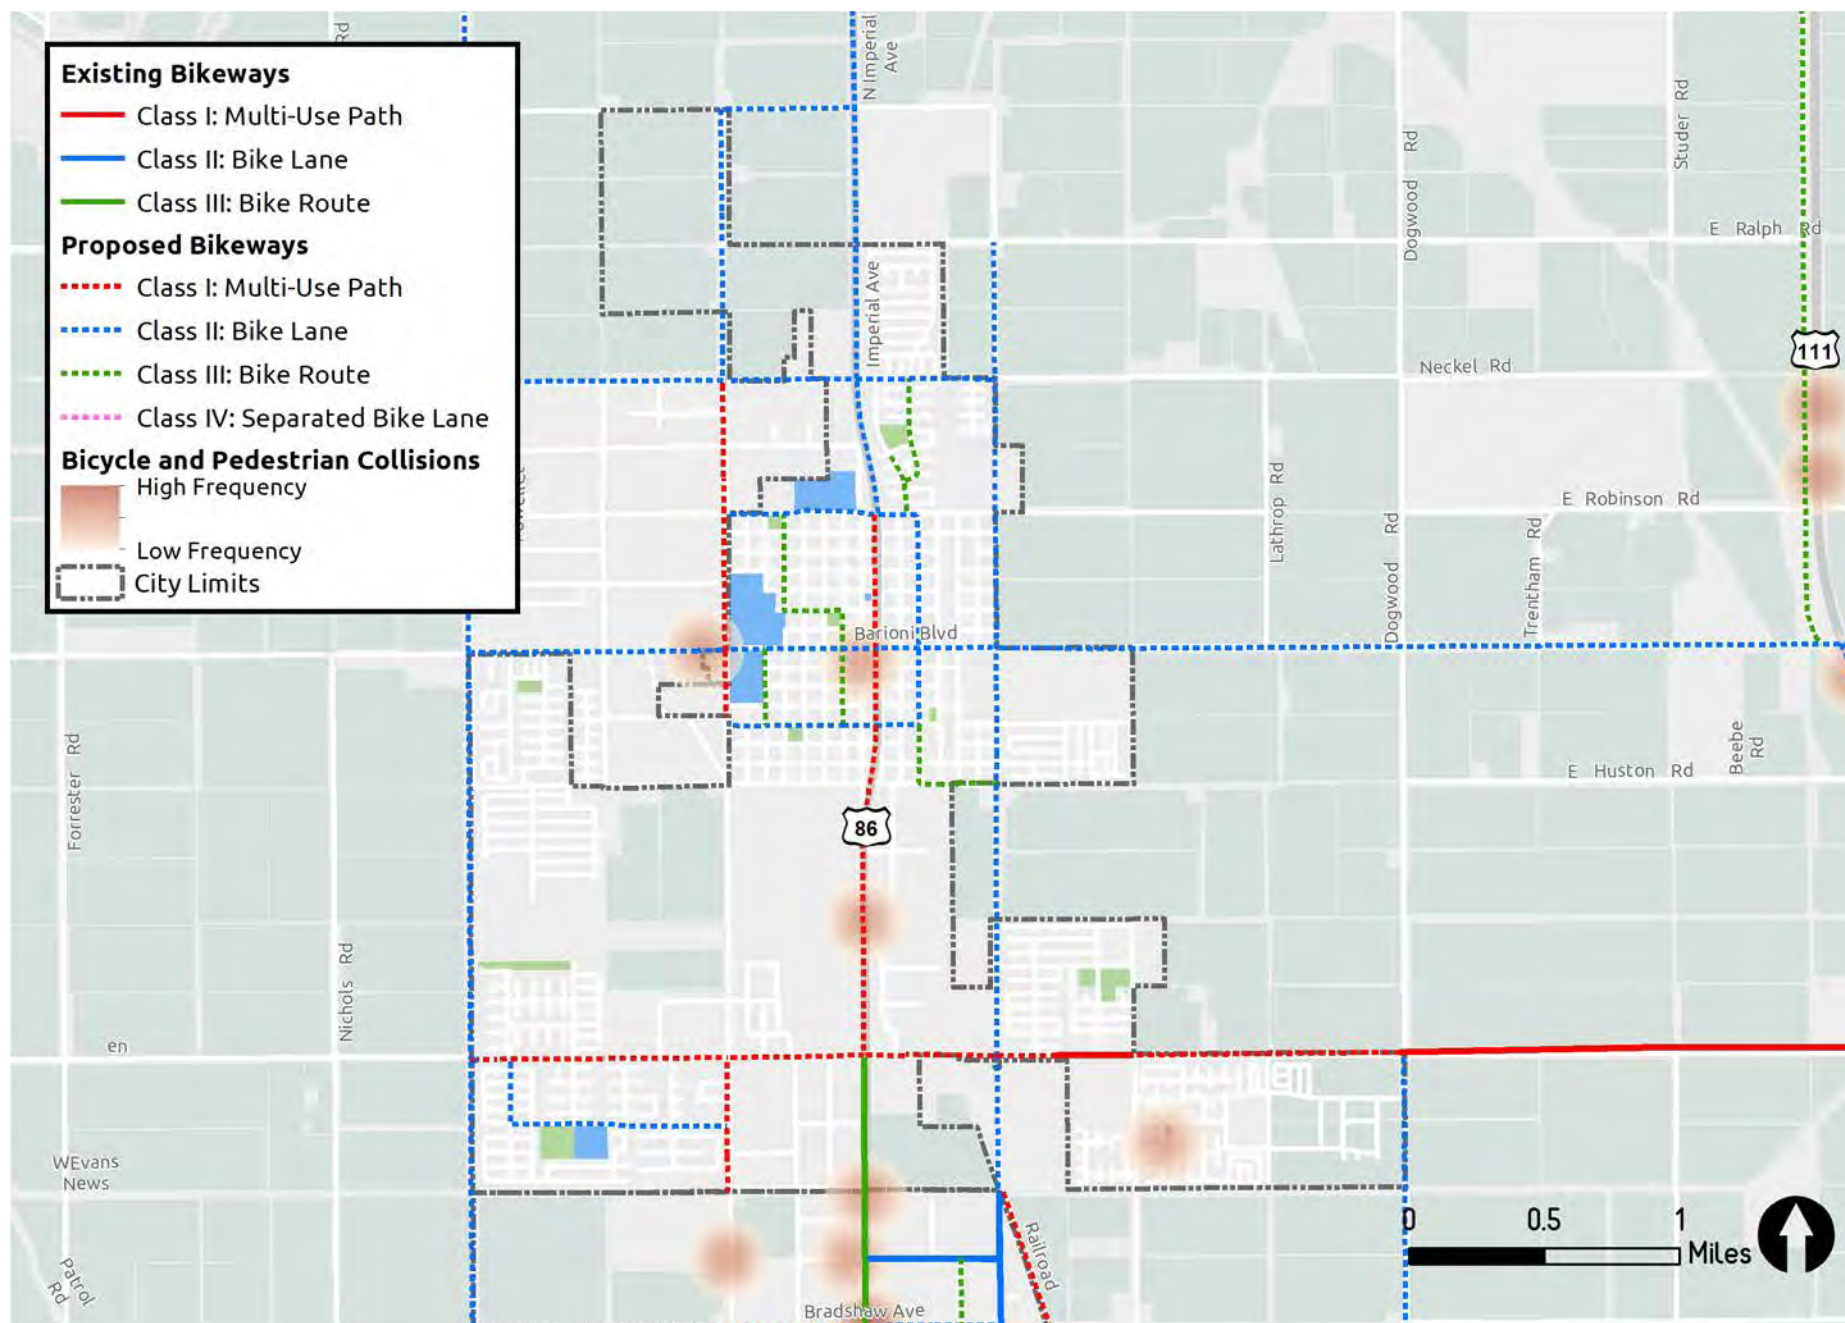 Existing Bikeways
Class I: Multi-Use Path
Class II: Bike Lane
Class III: Bike Route
Proposed Bikeways
Class I: Multi-Use Path
Class II: Bike Lane
Class III: Bike Route
Class IV: Separated Bike Lane
Bicycle and Pedestrian Collisions
High Frequency
Low Frequency
City Limits
Rd
N Imperial
Ave
Imperial Ave
Dogwood Rd
Studer Rd
E Ralph Rd
111
Neckel Rd
E Robinson Rd
Lathrop Rd
Dogwood Rd
Trentham Rd
Barioni Blvd
Beebe
Rd
E Huston Rd
Forrester Rd
86
Nichols Rd
en
WEvans
News
Patrol
Rd
Railroad
Bradshaw Ave
0 0.5 1
Miles